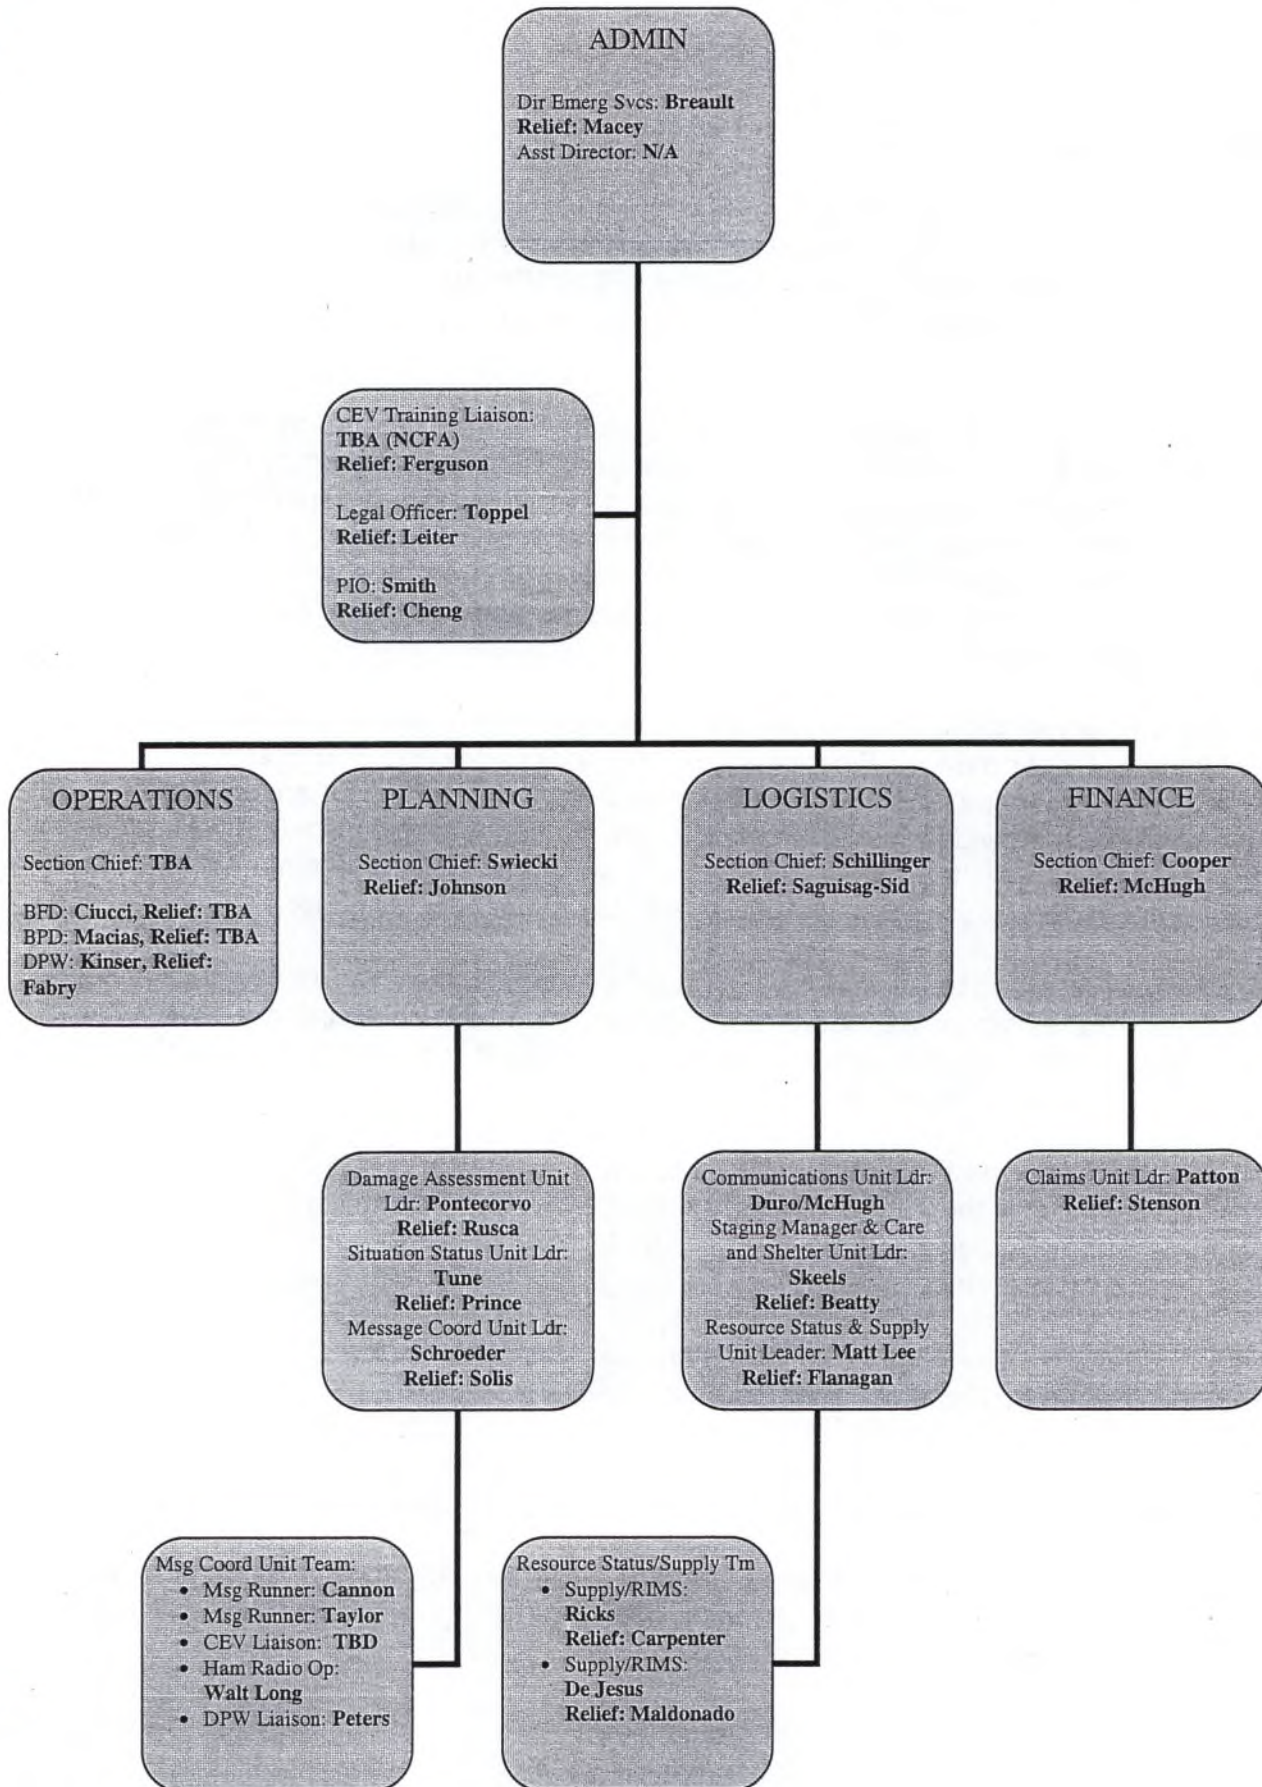 ADMIN
Dir Emerg Svcs: Breault
Relief: Macey
Asst Director: N/A
CEV Training Liaison:
TBA (NCFA)
Relief: Ferguson
Legal Officer: Toppel
Relief: Leiter
PIO: Smith
Relief: Cheng
OPERATIONS
Section Chief: TBA
BFD: Ciucci, Relief: TBA
BPD: Macias, Relief: TBA
DPW: Kinser, Relief:
Fabry
PLANNING
Section Chief: Swiecki
Relief: Johnson
LOGISTICS
Section Chief: Schillinger
Relief: Saguisag-Sid
FINANCE
Section Chief: Cooper
Relief: McHugh
Damage Assessment Unit
Ldr: Pontecorvo
Relief: Rusca
Situation Status Unit Ldr:
Tune
Relief: Prince
Message Coord Unit Ldr:
Schroeder
Relief: Solis
Communications Unit Ldr:
Duro/McHugh
Staging Manager & Care
and Shelter Unit Ldr:
Skeels
Relief: Beatty
Resource Status & Supply
Unit Leader: Matt Lee
Relief: Flanagan
Claims Unit Ldr: Patton
Relief: Stenson
Msg Coord Unit Team:
• Msg Runner: Cannon
• Msg Runner: Taylor
• CEV Liaison: TBD
• Ham Radio Op:
Walt Long
• DPW Liaison: Peters
Resource Status/Supply Tm
• Supply/RIMS:
Ricks
Relief: Carpenter
• Supply/RIMS:
De Jesus
Relief: Maldonado